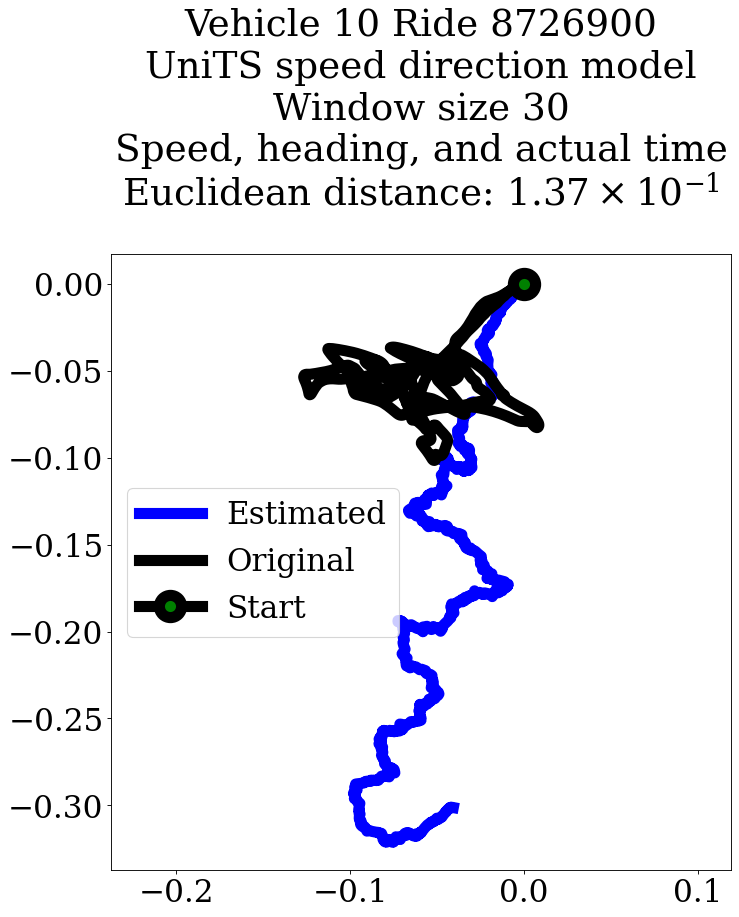 Vehicle 10 Ride 8726900
UniTS speed direction model
Window size 30
Speed, heading, and actual time
Euclidean distance: 1.37 × 10⁻¹
0.00
−0.05
−0.10
−0.15
−0.20
−0.25
−0.30
Estimated
Original
Start
−0.2
−0.1
0.0
0.1